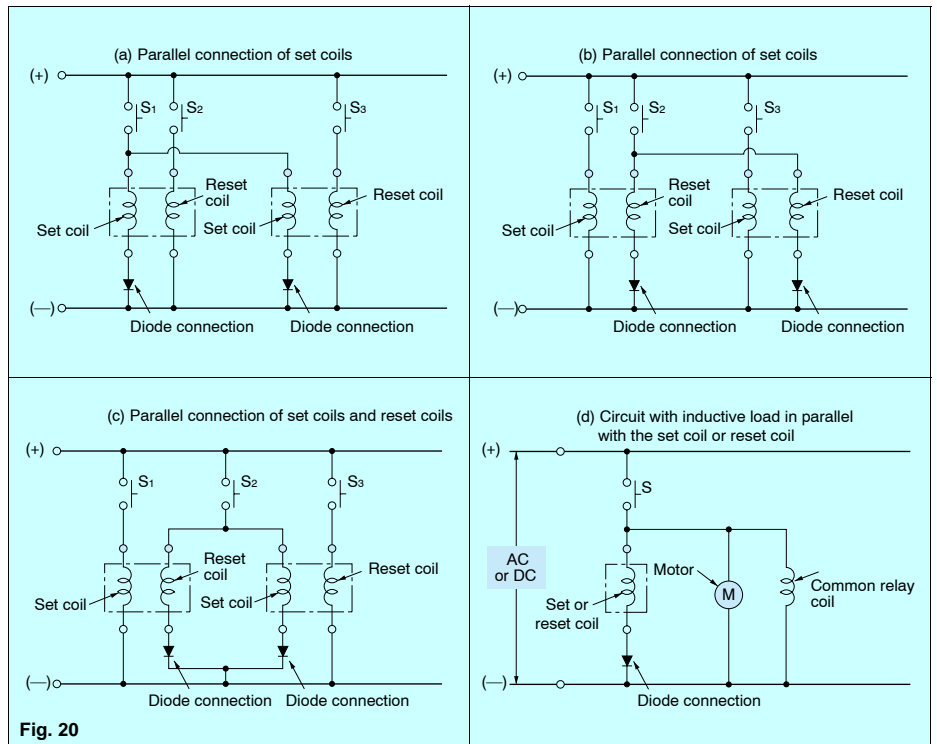 (a) Parallel connection of set coils
(+)
S1
S2
S3
Reset
coil
Reset coil
Set coil
Set coil
(—)
Diode connection
Diode connection
(b) Parallel connection of set coils
(+)
S1
S2
S3
Reset
coil
Reset coil
Set coil
Set coil
(—)
Diode connection
Diode connection
(c) Parallel connection of set coils and reset coils
(+)
S1
S2
S3
Reset
coil
Reset coil
Set coil
Set coil
(—)
Diode connection
Diode connection
(d) Circuit with inductive load in parallel
with the set coil or reset coil
(+)
S
AC
or DC
Motor
M
Common relay
coil
Set or
reset coil
(—)
Diode connection
Fig. 20